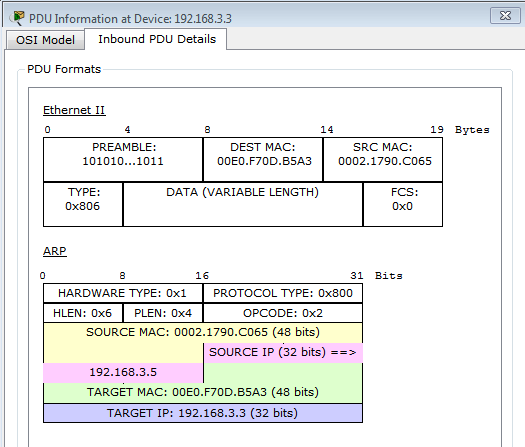 PDU Information at Device: 192.168.3.3
OSI Model Inbound PDU Details
PDU Formats
Ethernet II
0 4 8 14 19 Bytes
PREAMBLE: DEST MAC: SRC MAC:
101010...1011 00E0.F70D.B5A3 0002.1790.C065
TYPE: DATA (VARIABLE LENGTH) FCS:
0x806 0x0
ARP
0 8 16 31 Bits
HARDWARE TYPE: 0x1 PROTOCOL TYPE: 0x800
HLEN: 0x6 PLEN: 0x4 OPCODE: 0x2
SOURCE MAC: 0002.1790.C065 (48 bits)
SOURCE IP (32 bits) ==>
192.168.3.5
TARGET MAC: 00E0.F70D.B5A3 (48 bits)
TARGET IP: 192.168.3.3 (32 bits)